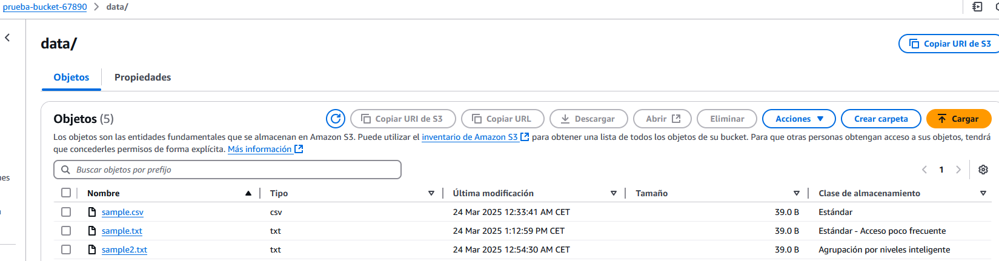 prueba-bucket-67890 > data/
data/
Copiar URI de S3
Objetos
Propiedades
Objetos (5)
Copiar URI de S3
Copiar URL
Descargar
Abrir
Eliminar
Acciones
Crear carpeta
Cargar
Los objetos son las entidades fundamentales que se almacenan en Amazon S3. Puede utilizar el inventario de Amazon S3 para obtener una lista de todos los objetos de su bucket. Para que otras personas obtengan acceso a sus objetos, tendrá
que concederles permisos de forma explícita. Más información
Buscar objetos por prefijo
1
Nombre Tipo Última modificación Tamaño Clase de almacenamiento
sample.csv csv 24 Mar 2025 12:33:41 AM CET 39.0 B Estándar
sample.txt txt 24 Mar 2025 1:12:59 PM CET 39.0 B Estándar - Acceso poco frecuente
sample2.txt txt 24 Mar 2025 12:54:30 AM CET 39.0 B Agrupación por niveles inteligente